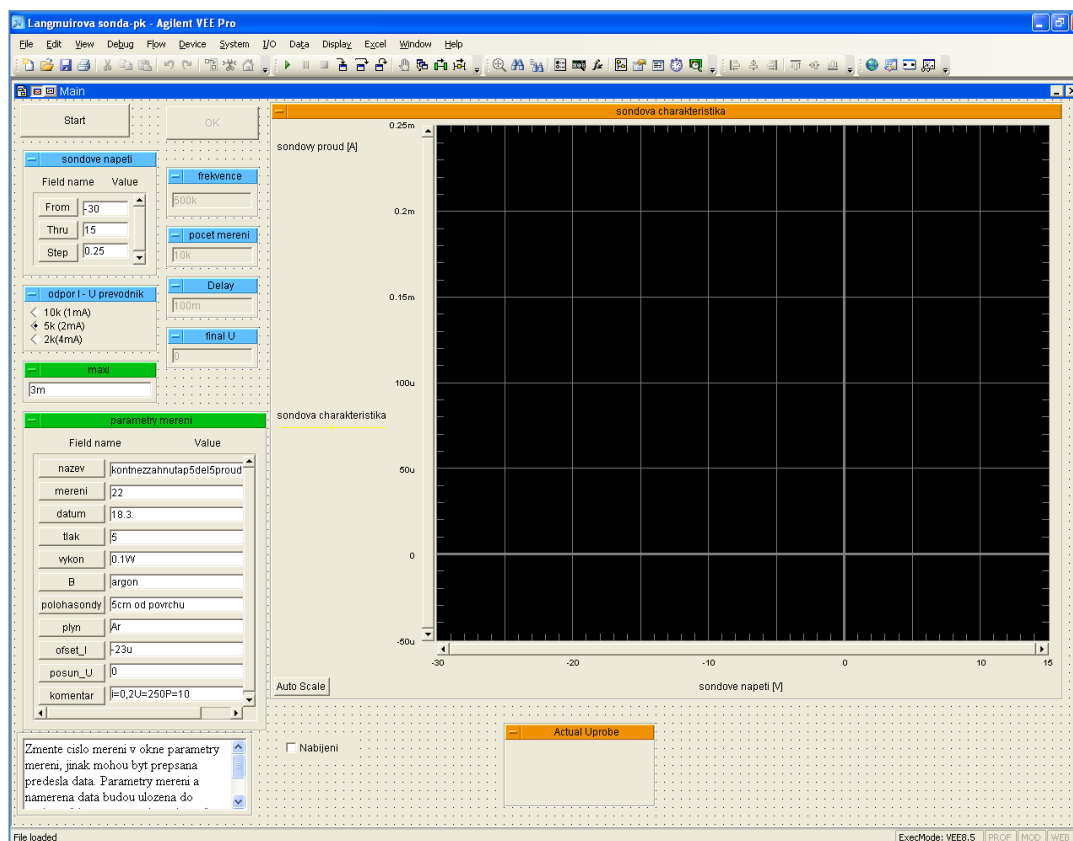 Langmuirova sonda-pk - Agilent VEE Pro
File Edit View Debug Flow Device System I/O Data Display Excel Window Help
Main
Start
OK
sondove napeti
Field name Value
From -30
Thru 15
Step 0.25
frekvence
500k
pocet mereni
10k
Delay
100m
final U
0
odpor I - U prevodnik
10k (1mA)
5k (2mA)
2k(4mA)
maxI
3m
parametry mereni
Field name Value
nazev kontnezzahnutap5del5proud
mereni 22
datum 18.3.
tlak 5
vykon 0.1W
B argon
polohasondy 5cm od povrchu
plyn Ar
ofset_I -23u
posun_U 0
komentar i=0,2U=250P=10
Zmente cislo mereni v okne parametry
mereni, jinak mohou byt prepsana
predesla data. Parametry mereni a
namerena data budou ulozena do
sondova charakteristika
sondovy proud [A]
sondova charakteristika
0.25m
0.2m
0.15m
100u
50u
0
-50u
-30 -20 -10 0 10 15
Auto Scale
sondove napeti [V]
Nabijeni
Actual Uprobe
File loaded
ExecMode: VEE8.5 PROF MOD WEB